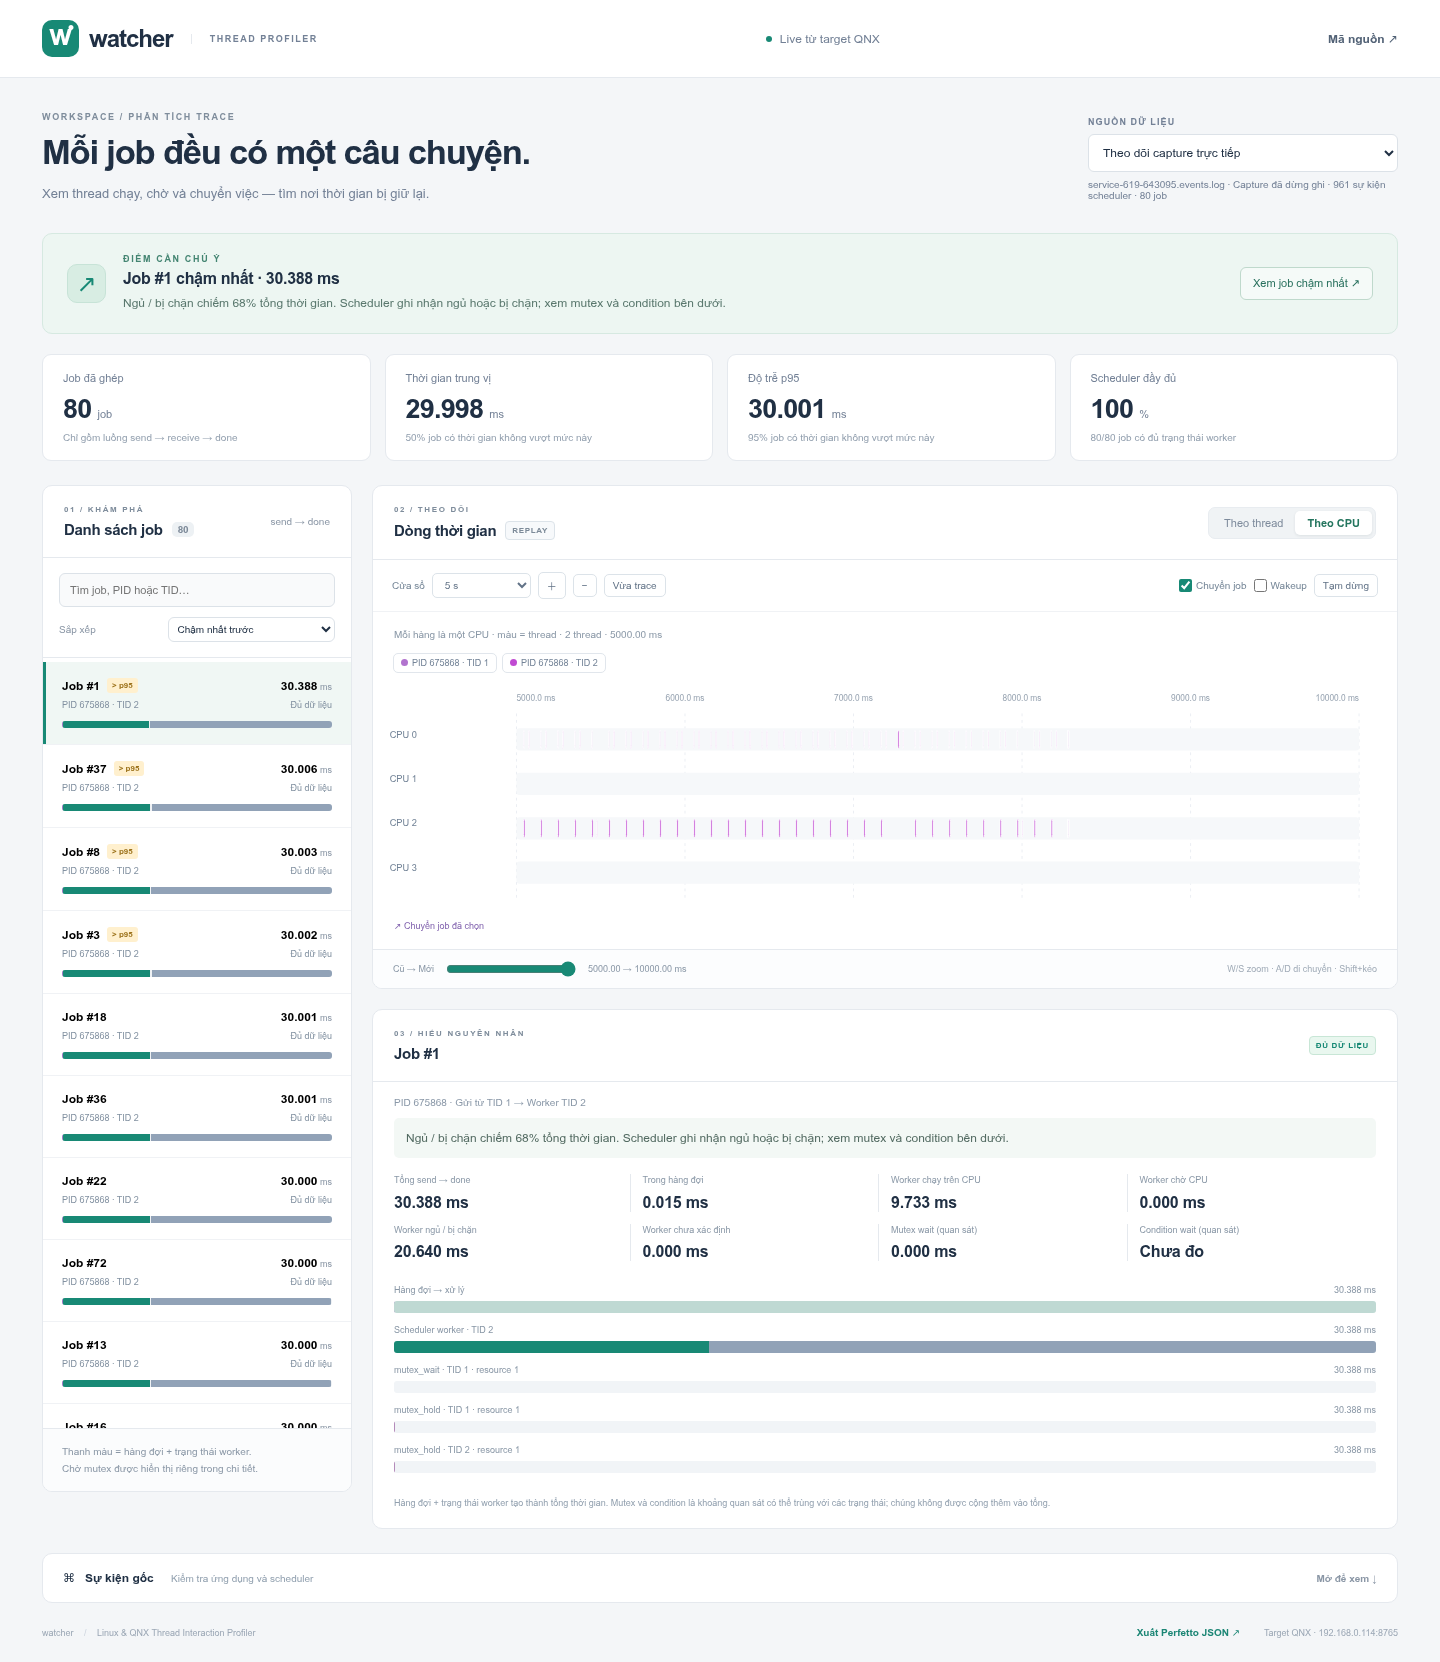 watcher
THREAD PROFILER
Live từ target QNX
Mã nguồn ↗
WORKSPACE / PHÂN TÍCH TRACE
Mỗi job đều có một câu chuyện.
Xem thread chạy, chờ và chuyển việc — tìm nơi thời gian bị giữ lại.
NGUỒN DỮ LIỆU
Theo dõi capture trực tiếp
service-619-643095.events.log · Capture đã dừng ghi · 961 sự kiện
scheduler · 80 job
ĐIỂM CẦN CHÚ Ý
Job #1 chậm nhất · 30.388 ms
Ngủ / bị chặn chiếm 68% tổng thời gian. Scheduler ghi nhận ngủ hoặc bị chặn; xem mutex và condition bên dưới.
Xem job chậm nhất ↗
Job đã ghép
80 job
Chỉ gồm luồng send → receive → done
Thời gian trung vị
29.998 ms
50% job có thời gian không vượt mức này
Độ trễ p95
30.001 ms
95% job có thời gian không vượt mức này
Scheduler đầy đủ
100 %
80/80 job có đủ trạng thái worker
01 / KHÁM PHÁ
Danh sách job 80
send → done
Tìm job, PID hoặc TID…
Sắp xếp
Chậm nhất trước
Job #1 > p95 30.388 ms
PID 675868 · TID 2 Đủ dữ liệu
Job #37 > p95 30.006 ms
PID 675868 · TID 2 Đủ dữ liệu
Job #8 > p95 30.003 ms
PID 675868 · TID 2 Đủ dữ liệu
Job #3 > p95 30.002 ms
PID 675868 · TID 2 Đủ dữ liệu
Job #18 30.001 ms
PID 675868 · TID 2 Đủ dữ liệu
Job #36 30.001 ms
PID 675868 · TID 2 Đủ dữ liệu
Job #22 30.000 ms
PID 675868 · TID 2 Đủ dữ liệu
Job #72 30.000 ms
PID 675868 · TID 2 Đủ dữ liệu
Job #13 30.000 ms
PID 675868 · TID 2 Đủ dữ liệu
Job #16 30.000 ms
Thanh màu = hàng đợi + trạng thái worker.
Chờ mutex được hiển thị riêng trong chi tiết.
02 / THEO DÕI
Dòng thời gian REPLAY
Theo thread Theo CPU
Cửa sổ 5 s + − Vừa trace
Chuyển job Wakeup Tạm dừng
Mỗi hàng là một CPU · màu = thread · 2 thread · 5000.00 ms
PID 675868 · TID 1 PID 675868 · TID 2
5000.0 ms 6000.0 ms 7000.0 ms 8000.0 ms 9000.0 ms 10000.0 ms
CPU 0
CPU 1
CPU 2
CPU 3
↗ Chuyển job đã chọn
Cũ → Mới 5000.00 → 10000.00 ms
W/S zoom · A/D di chuyển · Shift+kéo
03 / HIỂU NGUYÊN NHÂN
Job #1
ĐỦ DỮ LIỆU
PID 675868 · Gửi từ TID 1 → Worker TID 2
Ngủ / bị chặn chiếm 68% tổng thời gian. Scheduler ghi nhận ngủ hoặc bị chặn; xem mutex và condition bên dưới.
Tổng send → done
30.388 ms
Trong hàng đợi
0.015 ms
Worker chạy trên CPU
9.733 ms
Worker chờ CPU
0.000 ms
Worker ngủ / bị chặn
20.640 ms
Worker chưa xác định
0.000 ms
Mutex wait (quan sát)
0.000 ms
Condition wait (quan sát)
Chưa đo
Hàng đợi → xử lý 30.388 ms
Scheduler worker · TID 2 30.388 ms
mutex_wait · TID 1 · resource 1 30.388 ms
mutex_hold · TID 1 · resource 1 30.388 ms
mutex_hold · TID 2 · resource 1 30.388 ms
Hàng đợi + trạng thái worker tạo thành tổng thời gian. Mutex và condition là khoảng quan sát có thể trùng với các trạng thái; chúng không được cộng thêm vào tổng.
⌘ Sự kiện gốc Kiểm tra ứng dụng và scheduler
Mở để xem ↓
watcher / Linux & QNX Thread Interaction Profiler
Xuất Perfetto JSON ↗ Target QNX · 192.168.0.114:8765